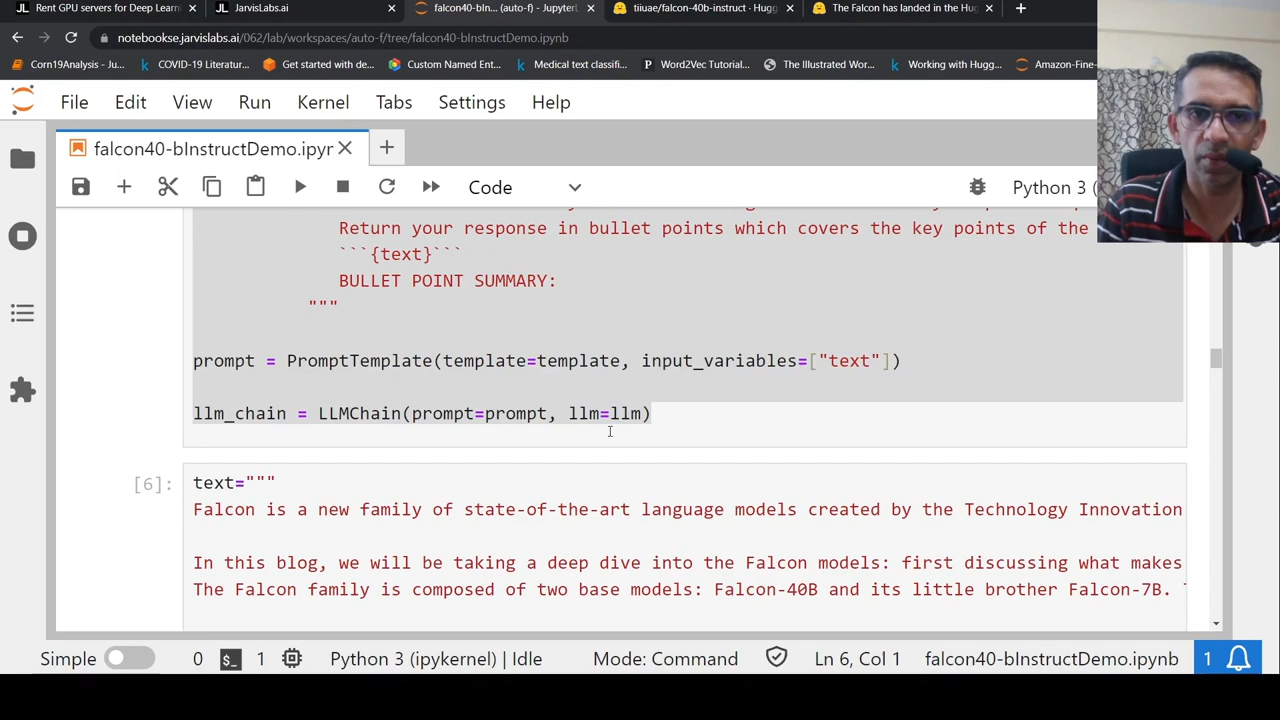 Rent GPU servers for Deep Learni
JarvisLabs.ai
falcon40-bIn... (auto-f) - JupyterL
tiiuae/falcon-40b-instruct · Hugg
The Falcon has landed in the Hug
notebookse.jarvislabs.ai/062/lab/workspaces/auto-f/tree/falcon40-bInstructDemo.ipynb
Corn19Analysis - Ju...
COVID-19 Literatur...
Get started with de...
Custom Named Ent...
Medical text classifi...
Word2Vec Tutorial...
The Illustrated Wor...
Working with Hugg...
Amazon-Fine-
File Edit View Run Kernel Tabs Settings Help
falcon40-bInstructDemo.ipynr
Code
Python 3 (
Return your response in bullet points which covers the key points of the
```{text}```
BULLET POINT SUMMARY:
"""
prompt = PromptTemplate(template=template, input_variables=["text"])
llm_chain = LLMChain(prompt=prompt, llm=llm)
[6]:
text="""
Falcon is a new family of state-of-the-art language models created by the Technology Innovation
In this blog, we will be taking a deep dive into the Falcon models: first discussing what makes
The Falcon family is composed of two base models: Falcon-40B and its little brother Falcon-7B.
Simple 0 $_ 1 Python 3 (ipykernel) | Idle Mode: Command Ln 6, Col 1 falcon40-bInstructDemo.ipynb 1